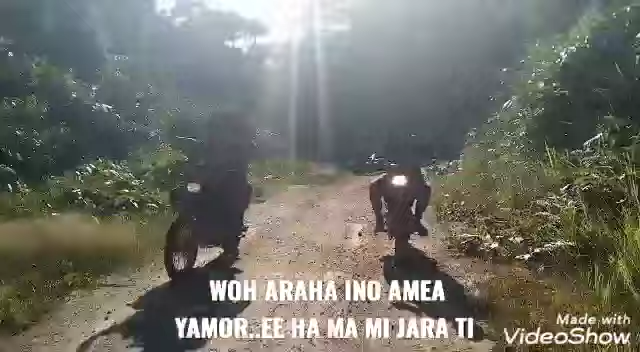 WOH ARAHA INO AMEA
YAMOR..EE HA MA MI JARA TI
Made with
VideoShow